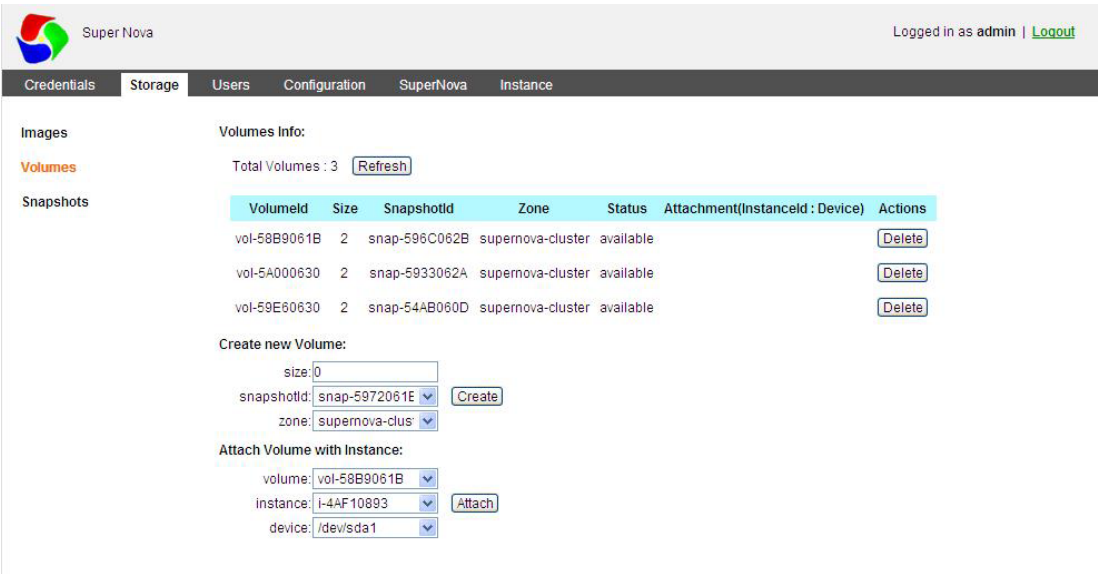 Super Nova
Logged in as admin | Logout
Credentials Storage Users Configuration SuperNova Instance
Images
Volumes
Snapshots
Volumes Info:
Total Volumes : 3 Refresh
VolumeId Size SnapshotId Zone Status Attachment(InstanceId : Device) Actions
vol-58B9061B 2 snap-596C062B supernova-cluster available Delete
vol-5A000630 2 snap-5933062A supernova-cluster available Delete
vol-59E60630 2 snap-54AB060D supernova-cluster available Delete
Create new Volume:
size: 0
snapshotId: snap-5972061E Create
zone: supernova-clus
Attach Volume with Instance:
volume: vol-58B9061B
instance: i-4AF10893 Attach
device: /dev/sda1